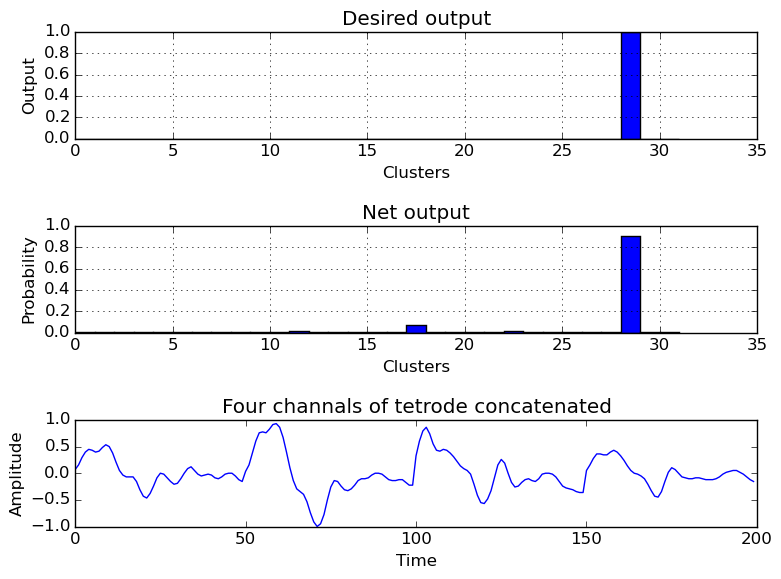 Desired output
1.0
0.8
0.6
0.4
0.2
0.0
Output
0 5 10 15 20 25 30 35
Clusters
Net output
1.0
0.8
0.6
0.4
0.2
0.0
Probability
0 5 10 15 20 25 30 35
Clusters
Four channals of tetrode concatenated
1.0
0.5
0.0
−0.5
−1.0
Amplitude
0 50 100 150 200
Time